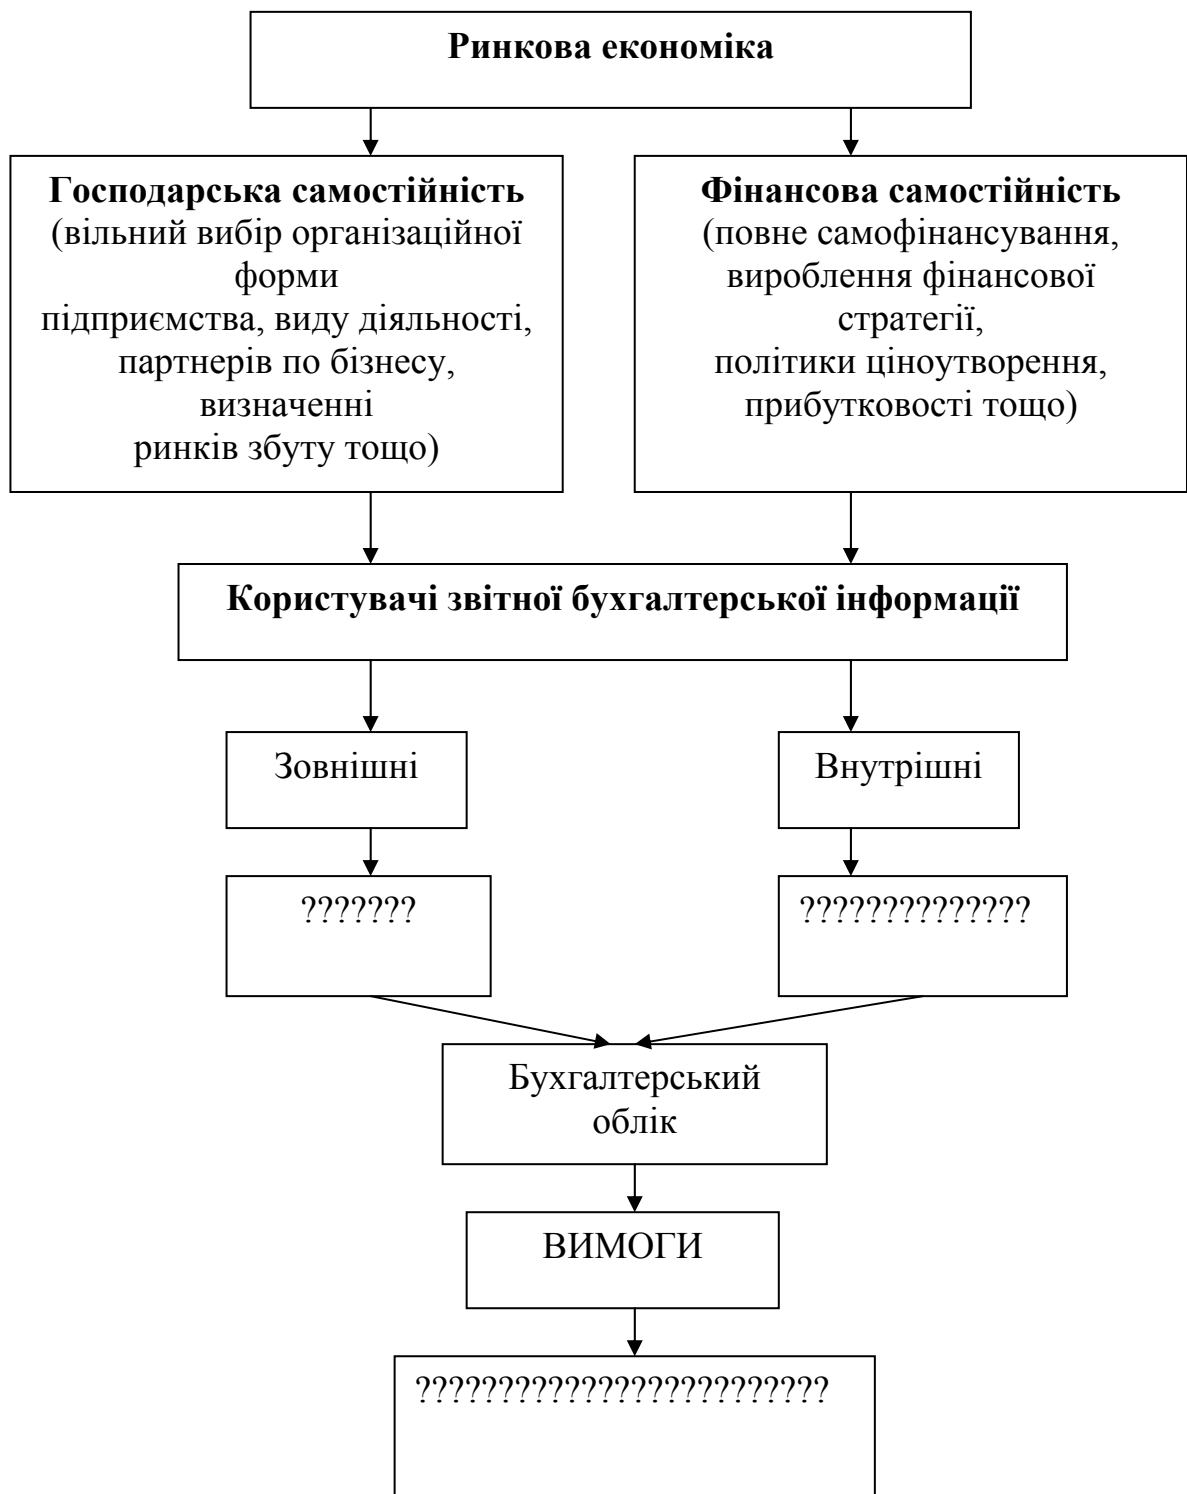 Ринкова економіка
Господарська самостійність
(вільний вибір організаційної
форми
підприємства, виду діяльності,
партнерів по бізнесу,
визначенні
ринків збуту тощо)
Фінансова самостійність
(повне самофінансування,
вироблення фінансової
стратегії,
політики ціноутворення,
прибутковості тощо)
Користувачі звітної бухгалтерської інформації
Зовнішні
Внутрішні
???????
??????????????
Бухгалтерський
облік
ВИМОГИ
?????????????????????????